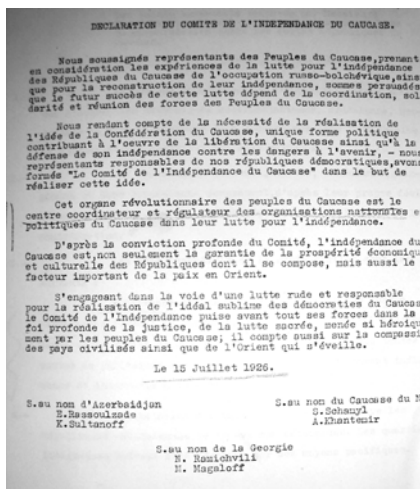 DECLARATION DU COMITE DE L'INDEPENDANCE DU CAUCASE.
Nous soussignés représentants des Peuples du Caucase,prenant
en considération les expériences de la lutte pour l'indépendance
des Républiques du Caucase de l'occupation russo-bolchévique,ains
que pour la reconstruction de leur indépendance, sommes persuadés
que le futur succès de cette lutte dépend de la coordination, sol
darité et réunion des forces des Peuples du Caucase.
Nous rendant compte de la nécessité de la réalisation de
l'idée de la Confédération du Caucase, unique forme politique
contribuant à l'oeuvre de la libération du Caucase ainsi qu'à la
défense de son indépendance contre les dangers à l'avenir, - nous
représentants responsables de nos républiques démocratiques,avons
formés "Le Comité de l'Indépendance du Caucase" dans le but de
réaliser cette idée.
Cet organe révolutionnaire des peuples du Caucase est le
centre coordinateur et régulateur des organisations nationales e
politiques du Caucase dans leur lutte pour l'indépendance.
D'après la conviction profonde du Comité, l'indépendance du
Caucase est,non seulement la garantie de la prospérité économique
et culturelle des Républiques dont il se compose, mais aussi le
facteur important de la paix en Orient.
S'engageant dans la voie d'une lutte rude et responsable
pour la réalisation de l'idéal sublime des démocraties du Caucas
le Comité de l'Indépendance puise avant tout ses forces dans la
foi profonde de la justice, de la lutte sacrée, menée si héroïqu
ment par les peuples du Caucase; il compte aussi sur la compassi
des pays civilisés ainsi que de l'Orient qui s'éveille.
Le 15 Juillet 1926.
S.au nom d'Azerbaidjan
E.Rassoulzade
K.Sultanoff
S.au nom du Caucase du N
S.Schamyl
A.Khantemir
S.au nom de la Georgie
N. Ramichvili
M. Magaloff